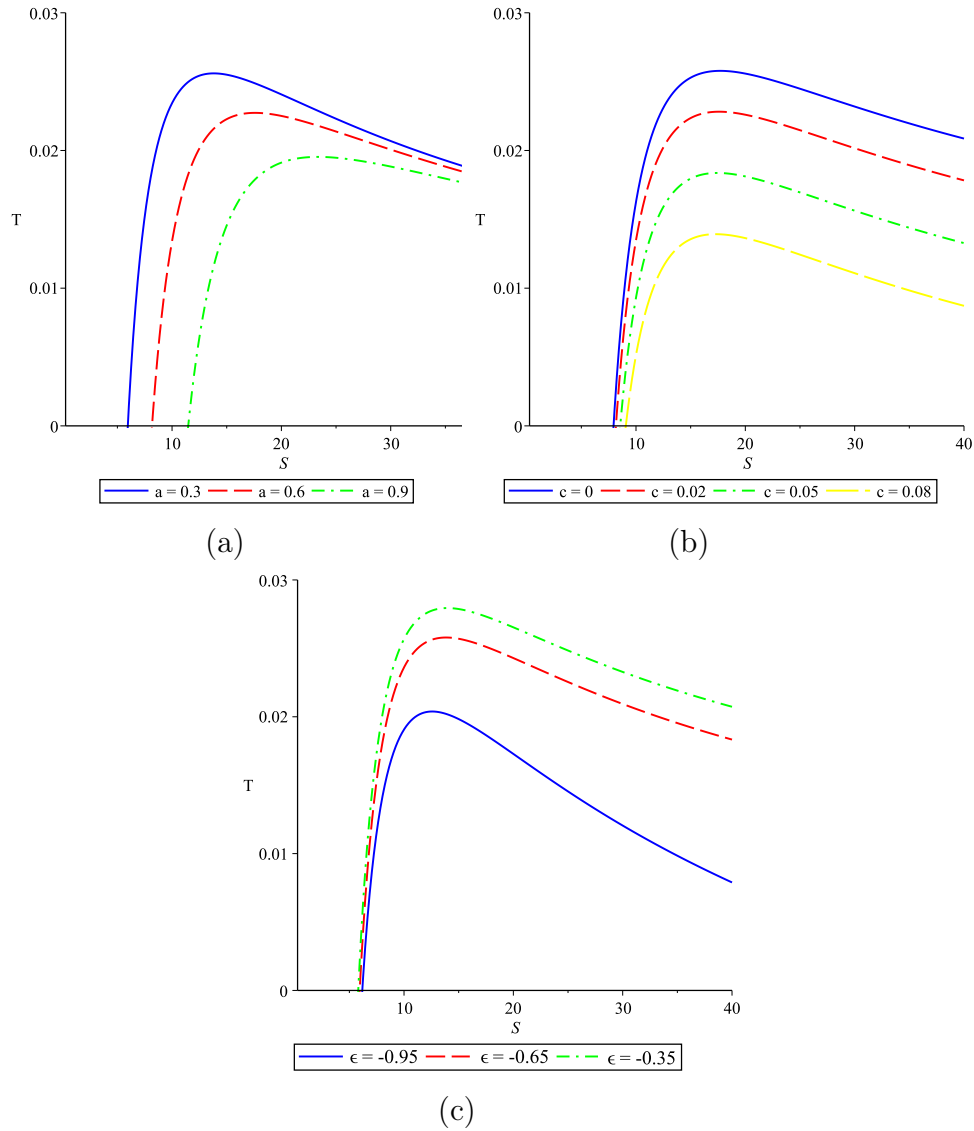 0.03
0.02
T
0.01
0
10 20 30
S
a = 0.3 a = 0.6 a = 0.9
(a)
0.03
0.02
T
0.01
0
10 20 30 40
S
c = 0 c = 0.02 c = 0.05 c = 0.08
(b)
0.03
0.02
T
0.01
0
10 20 30 40
S
ϵ = -0.95 ϵ = -0.65 ϵ = -0.35
(c)